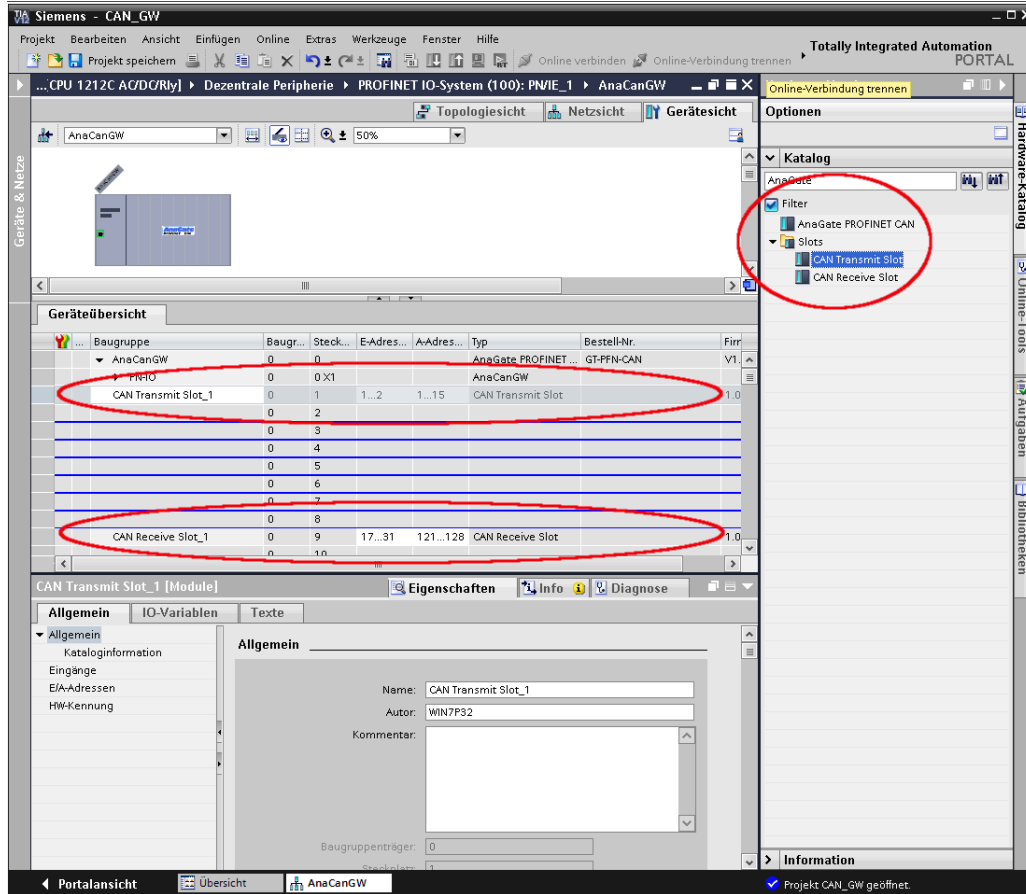 Siemens - CAN_GW
Projekt Bearbeiten Ansicht Einfügen Online Extras Werkzeuge Fenster Hilfe
Totally Integrated Automation
PORTAL
Projekt speichern Online verbinden Online-Verbindung trennen
...CPU 1212C AC/DC/Rly] Dezentrale Peripherie PROFINET IO-System (100): PN/IE_1 AnaCanGW
Online-Verbindung trennen
Topologiesicht Netzsicht Gerätesicht
Optionen
AnaCanGW 50%
Katalog
AnaGate
Filter
AnaGate PROFINET CAN
Slots
CAN Transmit Slot
CAN Receive Slot
Geräte & Netze
AnaGate
Hardware-Katalog
Online-Tools
Aufgaben
Bibliotheken
Geräteübersicht
... Baugruppe Baugr... Steck... E-Adres... A-Adres... Typ Bestell-Nr. Firr
AnaCanGW 0 0 AnaGate PROFINET ... GT-PFN-CAN V1.
PN-IO 0 0 X1 AnaCanGW
CAN Transmit Slot_1 0 1 1...2 1...15 CAN Transmit Slot 1.0
0 2
0 3
0 4
0 5
0 6
0 7
0 8
CAN Receive Slot_1 0 9 17...31 121...128 CAN Receive Slot 1.0
0 10
CAN Transmit Slot_1 [Module] Eigenschaften Info Diagnose
Allgemein IO-Variablen Texte
Allgemein
Kataloginformation
Eingänge
E/A-Adressen
HW-Kennung
Allgemein
Name: CAN Transmit Slot_1
Autor: WIN7P32
Kommentar:
Baugruppenträger: 0
Steckplatz: 1
Information
Portalansicht Übersicht AnaCanGW
Projekt CAN_GW geöffnet.